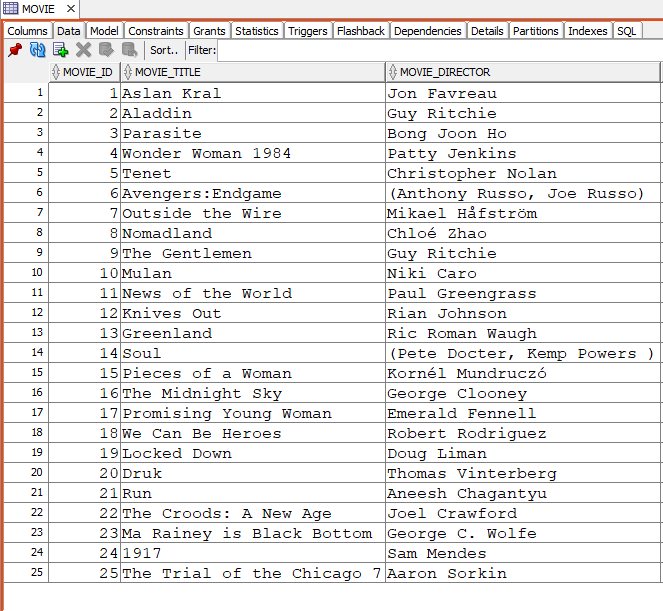 MOVIE ×
Columns Data Model Constraints Grants Statistics Triggers Flashback Dependencies Details Partitions Indexes SQL
Sort.. Filter:
MOVIE_ID MOVIE_TITLE MOVIE_DIRECTOR
1 1 Aslan Kral Jon Favreau
2 2 Aladdin Guy Ritchie
3 3 Parasite Bong Joon Ho
4 4 Wonder Woman 1984 Patty Jenkins
5 5 Tenet Christopher Nolan
6 6 Avengers:Endgame (Anthony Russo, Joe Russo)
7 7 Outside the Wire Mikael Håfström
8 8 Nomadland Chloé Zhao
9 9 The Gentlemen Guy Ritchie
10 10 Mulan Niki Caro
11 11 News of the World Paul Greengrass
12 12 Knives Out Rian Johnson
13 13 Greenland Ric Roman Waugh
14 14 Soul (Pete Docter, Kemp Powers )
15 15 Pieces of a Woman Kornél Mundruczó
16 16 The Midnight Sky George Clooney
17 17 Promising Young Woman Emerald Fennell
18 18 We Can Be Heroes Robert Rodriguez
19 19 Locked Down Doug Liman
20 20 Druk Thomas Vinterberg
21 21 Run Aneesh Chagantyu
22 22 The Croods: A New Age Joel Crawford
23 23 Ma Rainey is Black Bottom George C. Wolfe
24 24 1917 Sam Mendes
25 25 The Trial of the Chicago 7 Aaron Sorkin